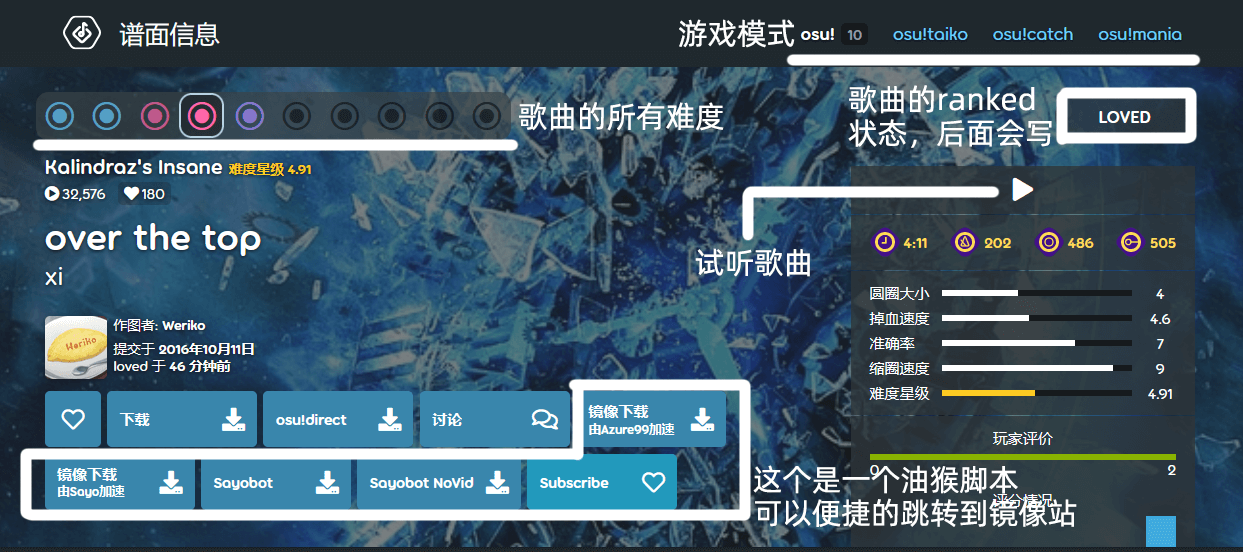 谱面信息
游戏模式
osu! 10 osu!taiko osu!catch osu!mania
歌曲的所有难度
歌曲的ranked
状态，后面会写
LOVED
Kalindraz's Insane 难度星级 4.91
32,576 180
over the top
xi
试听歌曲
4:11 202 486 505
圆圈大小 4
掉血速度 4.6
准确率 7
缩圈速度 9
难度星级 4.91
Weriko
作图者: Weriko
提交于 2016年10月11日
loved 于 46 分钟前
下载
osu!direct
讨论
镜像下载
由Azure99加速
镜像下载
由Sayo加速
Sayobot
Sayobot NoVid
Subscribe
玩家评价
0 2
这个是一个油猴脚本
评分情况
可以便捷的跳转到镜像站